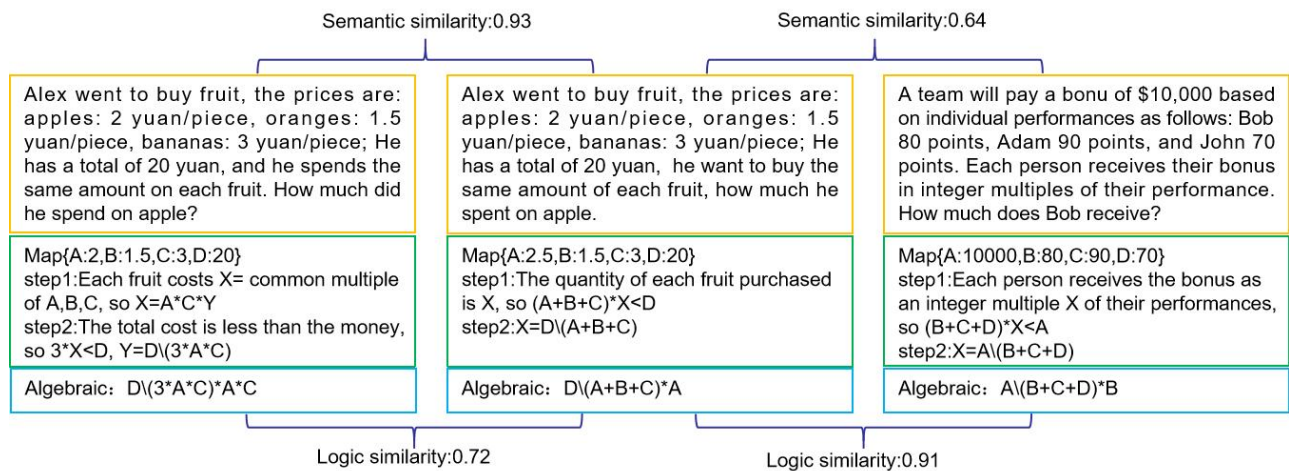 Semantic similarity:0.93
Semantic similarity:0.64
Alex went to buy fruit, the prices are:
apples: 2 yuan/piece, oranges: 1.5
yuan/piece, bananas: 3 yuan/piece; He
has a total of 20 yuan, and he spends the
same amount on each fruit. How much did
he spend on apple?
Map{A:2,B:1.5,C:3,D:20}
step1:Each fruit costs X= common multiple
of A,B,C, so X=A*C*Y
step2:The total cost is less than the money,
so 3*X<D, Y=D\(3*A*C)
Algebraic: D\(3*A*C)*A*C
Alex went to buy fruit, the prices are:
apples: 2 yuan/piece, oranges: 1.5
yuan/piece, bananas: 3 yuan/piece; He
has a total of 20 yuan, he want to buy the
same amount of each fruit, how much he
spent on apple.
Map{A:2.5,B:1.5,C:3,D:20}
step1:The quantity of each fruit purchased
is X, so (A+B+C)*X<D
step2:X=D\(A+B+C)
Algebraic: D\(A+B+C)*A
A team will pay a bonu of $10,000 based
on individual performances as follows: Bob
80 points, Adam 90 points, and John 70
points. Each person receives their bonus
in integer multiples of their performance.
How much does Bob receive?
Map{A:10000,B:80,C:90,D:70}
step1:Each person receives the bonus as
an integer multiple X of their performances,
so (B+C+D)*X<A
step2:X=A\(B+C+D)
Algebraic: A\(B+C+D)*B
Logic similarity:0.72
Logic similarity:0.91